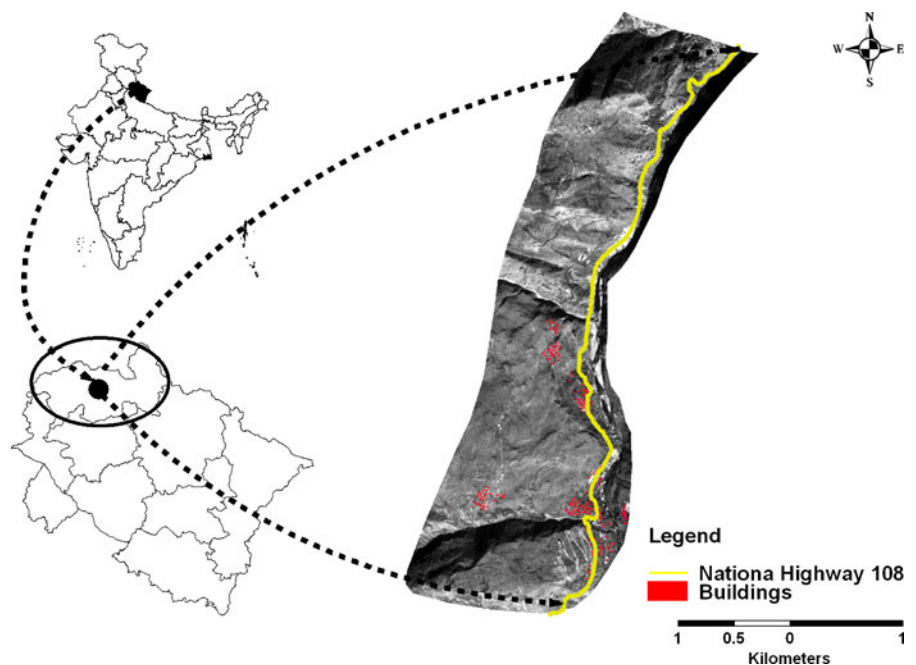 N
W E
S
Legend
Nationa Highway 108
Buildings
1 0.5 0 1
Kilometers